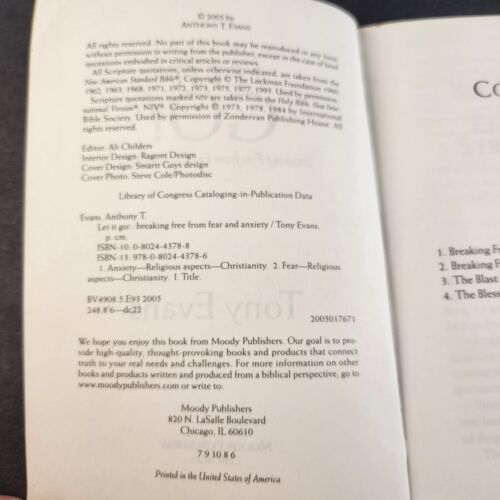 © 2005 by
ANTHONY T. EVANS
All rights reserved. No part of this book may be reproduced in any form
without permission in writing from the publisher, except in the case of brief
quotations embodied in critical articles or reviews.
All Scripture quotations, unless otherwise indicated, are taken from the
New American Standard Bible®, Copyright © The Lockman Foundation 1960,
1962, 1963, 1968, 1971, 1972, 1973, 1975, 1977, 1995. Used by permission.
Scripture quotations marked NIV are taken from the Holy Bible, New Inter-
national Version®. NIV®. Copyright © 1973, 1978, 1984 by International
Bible Society. Used by permission of Zondervan Publishing House. All
rights reserved.
Editor: Ali Childers
Interior Design: Ragont Design
Cover Design: Smartt Guys design
Cover Photo: Steve Cole/Photodisc
Library of Congress Cataloging-in-Publication Data
Evans, Anthony T.
Let it go! : breaking free from fear and anxiety / Tony Evans.
p. cm.
ISBN-10: 0-8024-4378-8
ISBN-13: 978-0-8024-4378-6
1. Anxiety—Religious aspects—Christianity. 2. Fear—Religious
aspects—Christianity. I. Title.
BV4908.5.E93 2005
248.8'6—dc22
2005017671
We hope you enjoy this book from Moody Publishers. Our goal is to pro-
vide high-quality, thought-provoking books and products that connect
truth to your real needs and challenges. For more information on other
books and products written and produced from a biblical perspective, go to
www.moodypublishers.com or write to:
Moody Publishers
820 N. LaSalle Boulevard
Chicago, IL 60610
7 9 10 8 6
Printed in the United States of America
CO
1. Breaking F
2. Breaking F
3. The Blast
4. The Bless